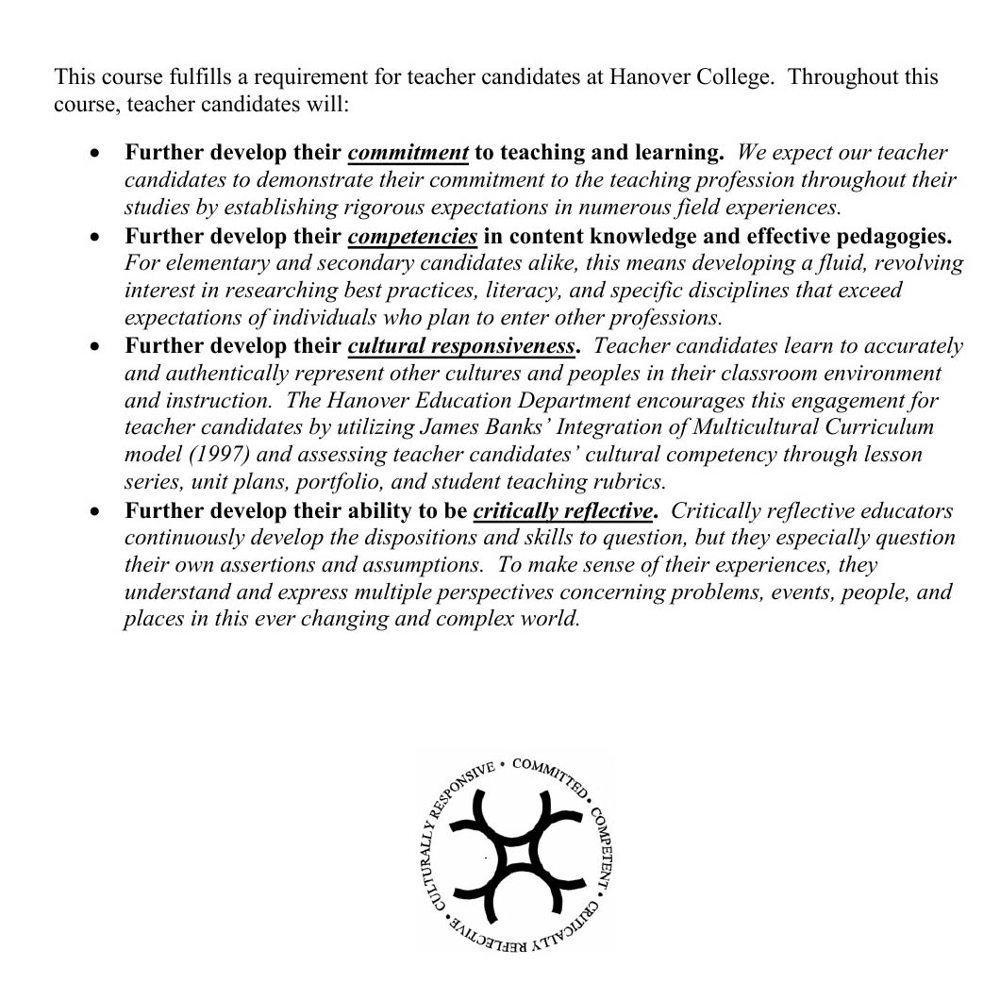 This course fulfills a requirement for teacher candidates at Hanover College.  Throughout this
course, teacher candidates will:
• Further develop their commitment to teaching and learning.  We expect our teacher
candidates to demonstrate their commitment to the teaching profession throughout their
studies by establishing rigorous expectations in numerous field experiences.
• Further develop their competencies in content knowledge and effective pedagogies.
For elementary and secondary candidates alike, this means developing a fluid, revolving
interest in researching best practices, literacy, and specific disciplines that exceed
expectations of individuals who plan to enter other professions.
• Further develop their cultural responsiveness.  Teacher candidates learn to accurately
and authentically represent other cultures and peoples in their classroom environment
and instruction.  The Hanover Education Department encourages this engagement for
teacher candidates by utilizing James Banks’ Integration of Multicultural Curriculum
model (1997) and assessing teacher candidates’ cultural competency through lesson
series, unit plans, portfolio, and student teaching rubrics.
• Further develop their ability to be critically reflective.  Critically reflective educators
continuously develop the dispositions and skills to question, but they especially question
their own assertions and assumptions.  To make sense of their experiences, they
understand and express multiple perspectives concerning problems, events, people, and
places in this ever changing and complex world.
COMMITTED • COMPETENT • CRITICALLY REFLECTIVE • CULTURALLY RESPONSIVE •